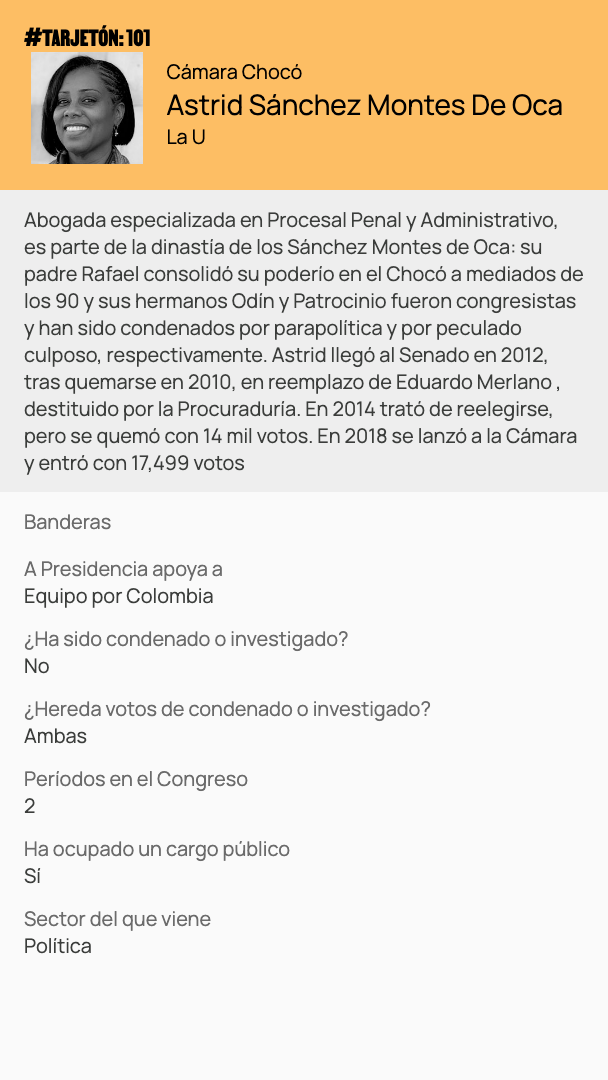 #TARJETÓN: 101
Cámara Chocó
Astrid Sánchez Montes De Oca
La U
Abogada especializada en Procesal Penal y Administrativo,
es parte de la dinastía de los Sánchez Montes de Oca: su
padre Rafael consolidó su poderío en el Chocó a mediados de
los 90 y sus hermanos Odín y Patrocinio fueron congresistas
y han sido condenados por parapolítica y por peculado
culposo, respectivamente. Astrid llegó al Senado en 2012,
tras quemarse en 2010, en reemplazo de Eduardo Merlano ,
destituido por la Procuraduría. En 2014 trató de reelegirse,
pero se quemó con 14 mil votos. En 2018 se lanzó a la Cámara
y entró con 17,499 votos
Banderas
A Presidencia apoya a
Equipo por Colombia
¿Ha sido condenado o investigado?
No
¿Hereda votos de condenado o investigado?
Ambas
Períodos en el Congreso
2
Ha ocupado un cargo público
Sí
Sector del que viene
Política